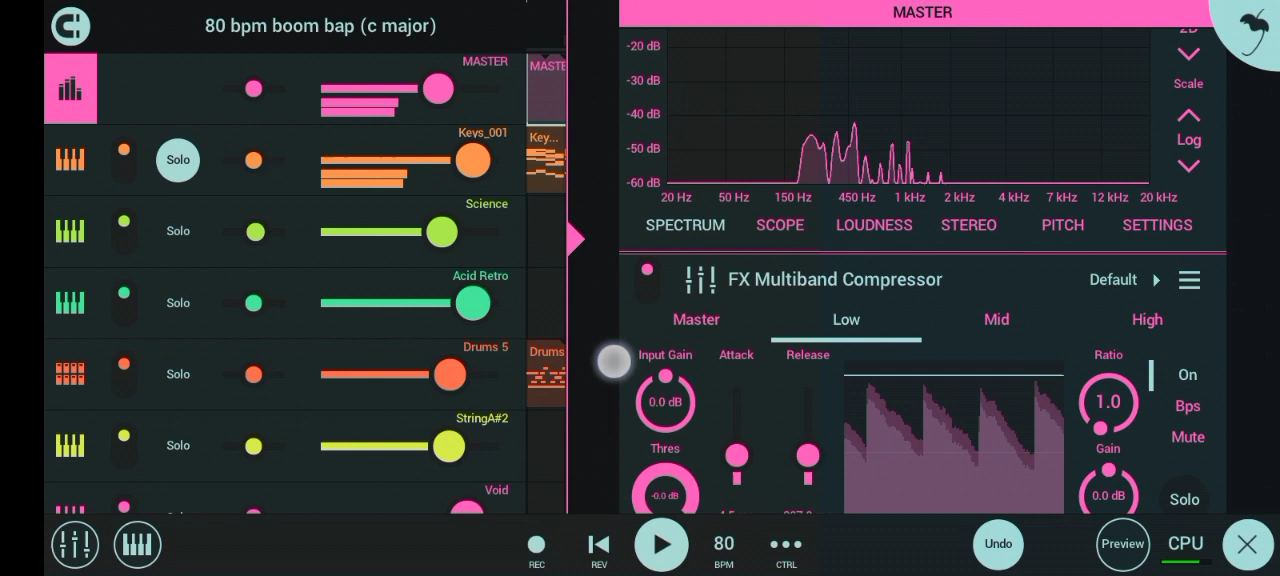 80 bpm boom bap (c major)
MASTER
MASTE
Keys_001
Solo
Key...
Science
Solo
Acid Retro
Solo
Drums 5
Solo
Drums
StringA#2
Solo
Void
MASTER
-20 dB
-30 dB
-40 dB
-50 dB
-60 dB
20 Hz 50 Hz 150 Hz 450 Hz 1 kHz 2 kHz 4 kHz 7 kHz 12 kHz 20 kHz
2D
Scale
Log
SPECTRUM SCOPE LOUDNESS STEREO PITCH SETTINGS
FX Multiband Compressor
Default
Master Low Mid High
Input Gain Attack Release Ratio
0.0 dB
1.0
On
Bps
Mute
Thres
Gain
-0.0 dB
0.0 dB
Solo
REC REV
80
BPM
CTRL
Undo
Preview
CPU